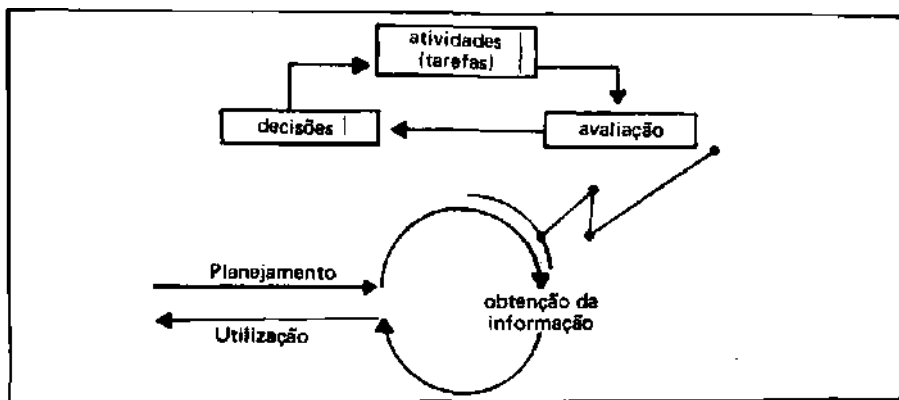 atividades
(tarefas)
decisões
avaliação
Planejamento
obtenção da
informação
Utilização